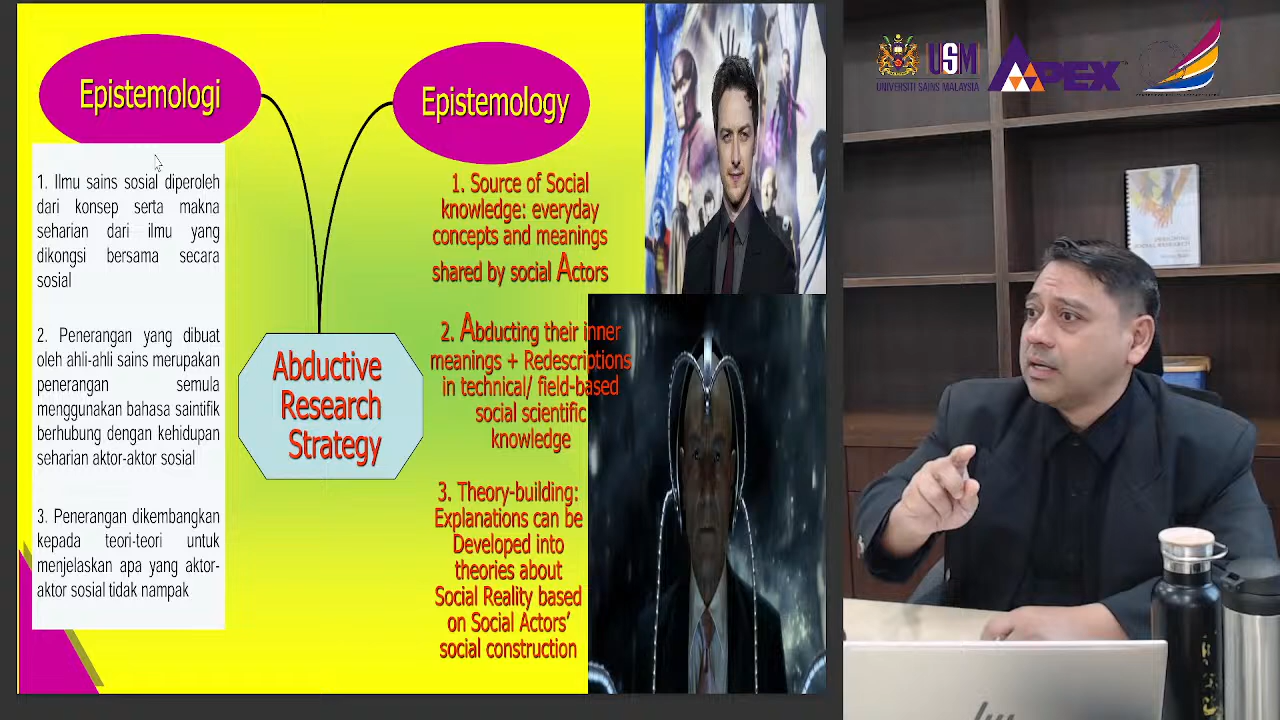 Epistemologi
1. Ilmu sains sosial diperoleh
dari konsep serta makna
seharian dari ilmu yang
dikongsi bersama secara
sosial
2. Penerangan yang dibuat
oleh ahli-ahli sains merupakan
penerangan semula
menggunakan bahasa saintifik
berhubung dengan kehidupan
seharian aktor-aktor sosial
3. Penerangan dikembangkan
kepada teori-teori untuk
menjelaskan apa yang aktor-
aktor sosial tidak nampak
Abductive
Research
Strategy
Epistemology
1. Source of Social
knowledge: everyday
concepts and meanings
shared by social Actors
2. Abducting their inner
meanings + Redescriptions
in technical/ field-based
social scientific
knowledge
3. Theory-building:
Explanations can be
Developed into
theories about
Social Reality based
on Social Actors’
social construction
USM
UNIVERSITI SAINS MALAYSIA
APEX
hp